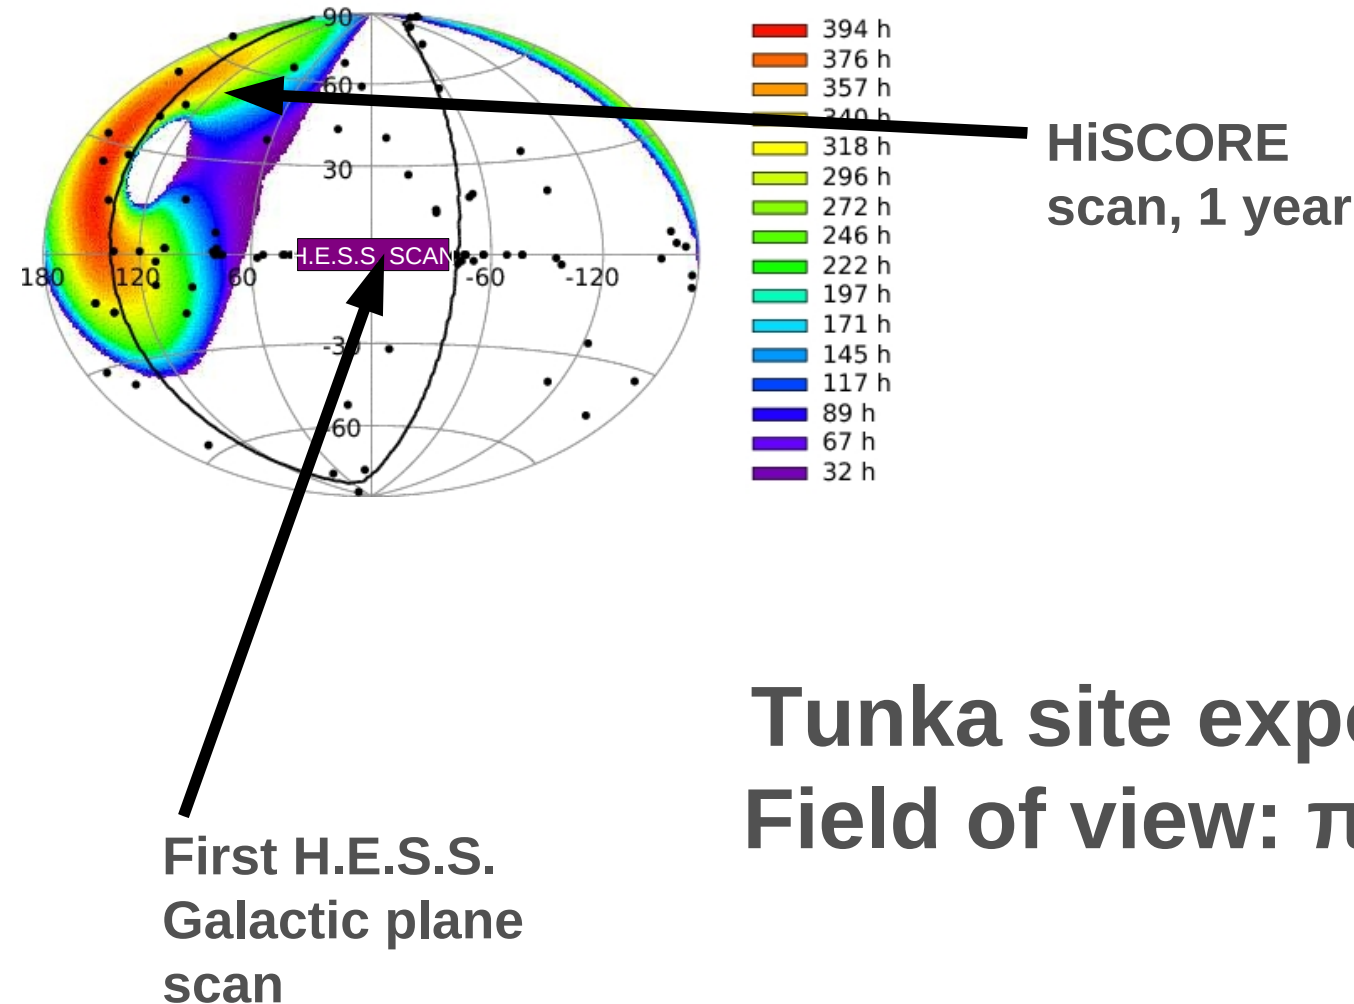 90
60
30
180
120
60
-60
-120
-30
-60
H.E.S.S. SCAN
394 h
376 h
357 h
340 h
318 h
296 h
272 h
246 h
222 h
197 h
171 h
145 h
117 h
89 h
67 h
32 h
HiSCORE
scan, 1 year
First H.E.S.S.
Galactic plane
scan
Tunka site
Field of view: π